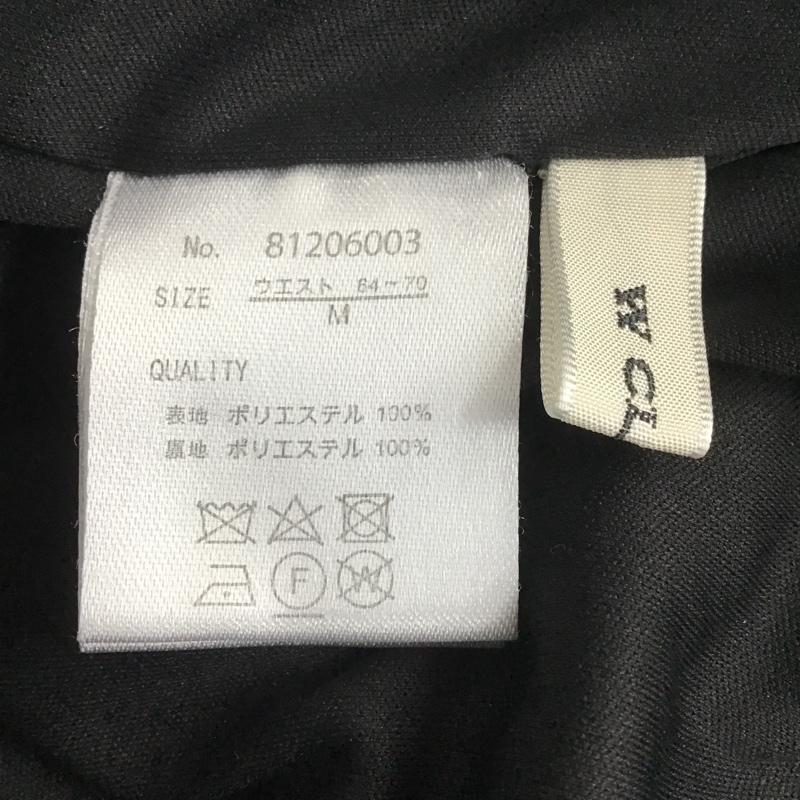 No. 81206003
SIZE ウエスト 64~70
M
QUALITY
表地 ポリエステル 100%
裏地 ポリエステル 100%
F
W
W CL